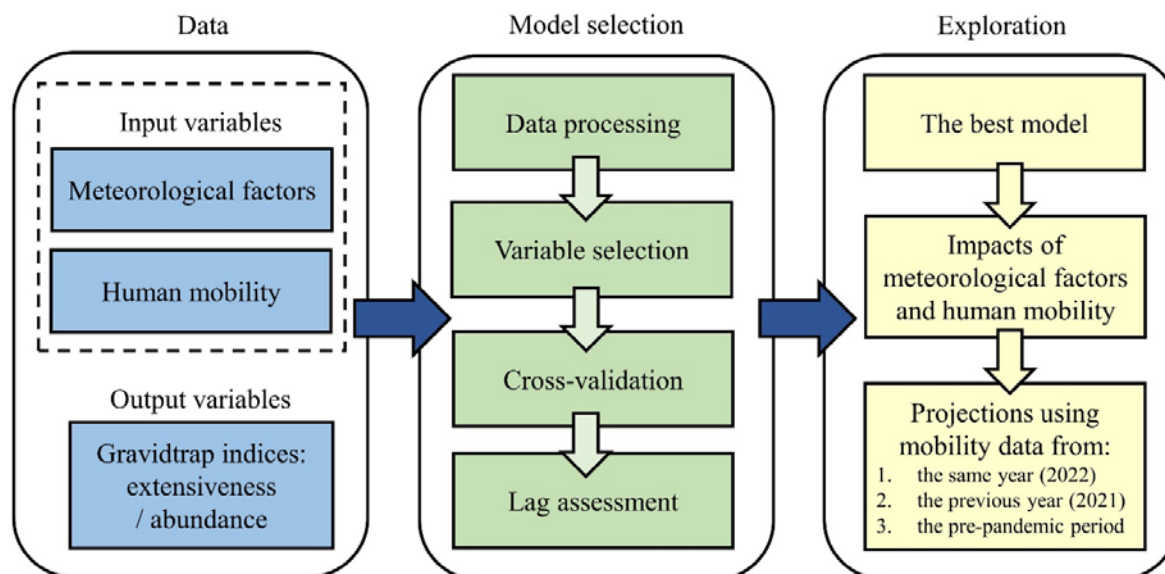 Data
Input variables
Meteorological factors
Human mobility
Output variables
Gravidtrap indices:
extensiveness
/ abundance
Model selection
Data processing
Variable selection
Cross-validation
Lag assessment
Exploration
The best model
Impacts of
meteorological factors
and human mobility
Projections using
mobility data from:
1. the same year (2022)
2. the previous year (2021)
3. the pre-pandemic period